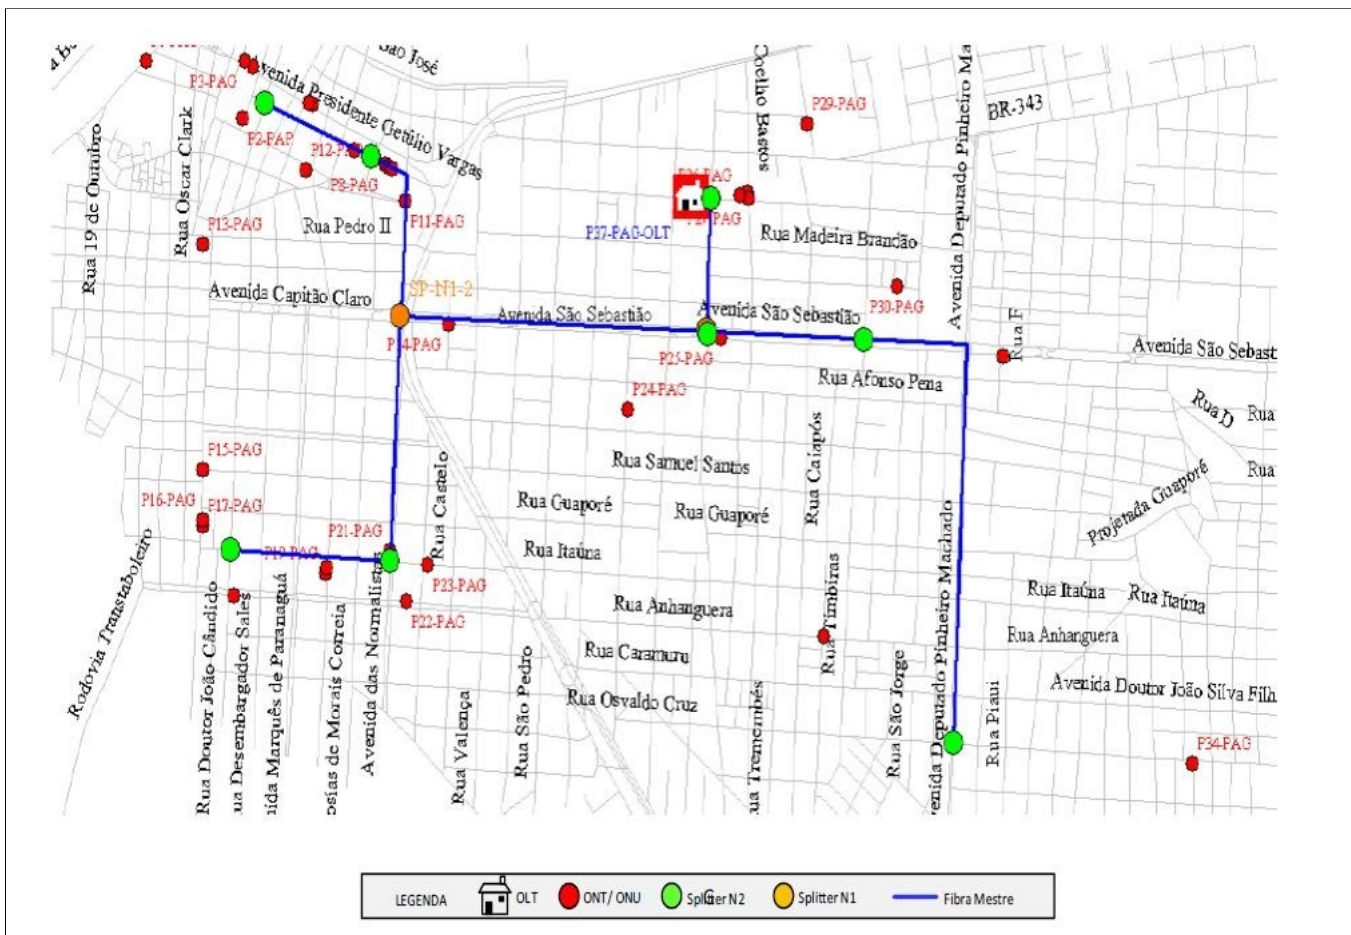 São José
P3-PAG
Avenida Presidente Getúlio Vargas
Coelho Bastos
Avenida Deputado Pinheiro Ma
P29-PAG
BR-343
Rua 19 de Outubro
Rua Oscar Clark
P2-PAP
P8-PAG
P13-PAG
Rua Pedro II
P11-PAG
P37-PAG-OLT
Rua Madeira Brandão
SP-N1-2
Avenida Capitão Claro
Avenida São Sebastião
Avenida São Sebastião
P30-PAG
Rua F
Avenida São Sebast
P25-PAG
Rua Afonso Pena
P24-PAG
Rua D
Rua
Rua Caiapós
P15-PAG
Rua Samuel Santos
Rua
Projetada Guaporé
P16-PAG
P17-PAG
Rua Castelo
Rua Guaporé
Rua Guaporé
P21-PAG
Rua Itaúna
Rodovia Transtaboleiro
P23-PAG
P22-PAG
Rua Anhanguera
Rua Timbiras
Rua Itaúna
Rua Itaúna
Rua Anhanguera
Rua Caramuru
Rua Osvaldo Cruz
Avenida Doutor João Silva Filh
Rua Doutor João Cândido
ua Desembargador Sales
nida Marquês de Paranaguá
osias de Morais Correia
Avenida das Normalistas
Rua Valença
Rua São Pedro
ua Tremembés
Rua São Jorge
venida Deputado Pinheiro Machado
Rua Piaui
P34-PAG
LEGENDA
OLT
ONT/ ONU
Splitter N2
Splitter N1
Fibra Mestre